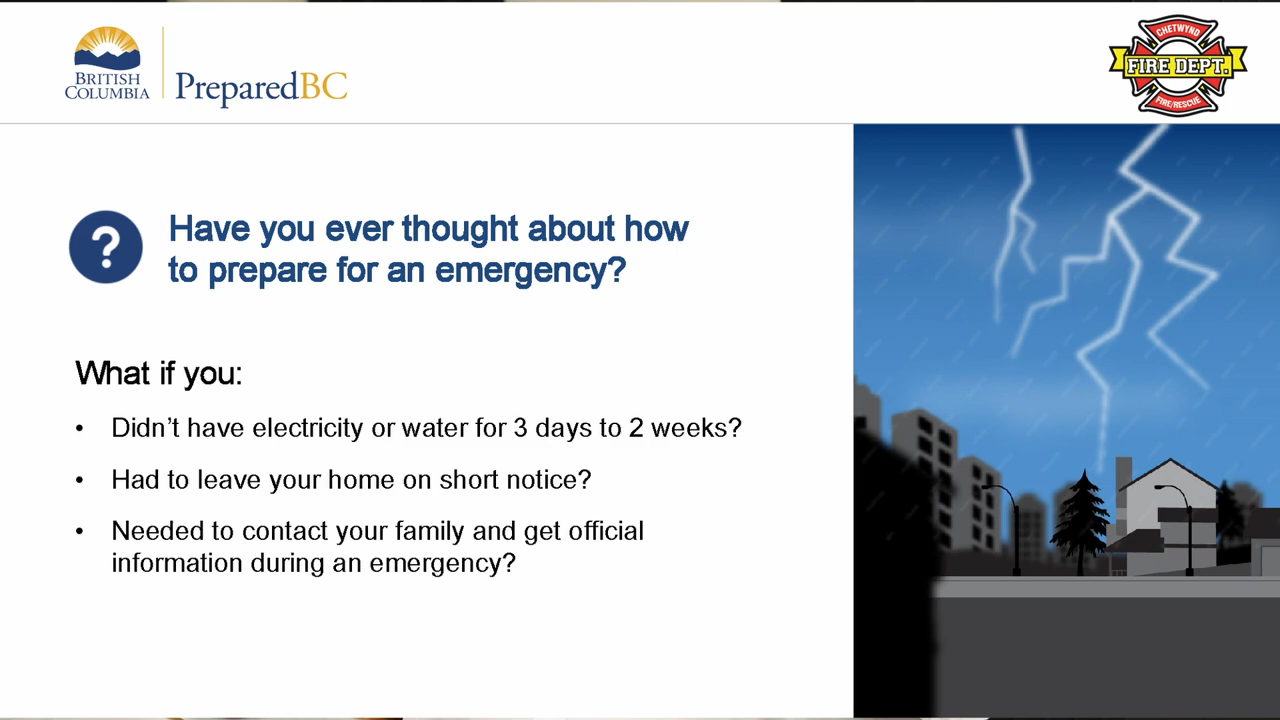 BRITISH
COLUMBIA
PreparedBC
CHETWYND
FIRE DEPT.
FIRE/RESCUE
?
Have you ever thought about how
to prepare for an emergency?
What if you:
• Didn’t have electricity or water for 3 days to 2 weeks?
• Had to leave your home on short notice?
• Needed to contact your family and get official
information during an emergency?